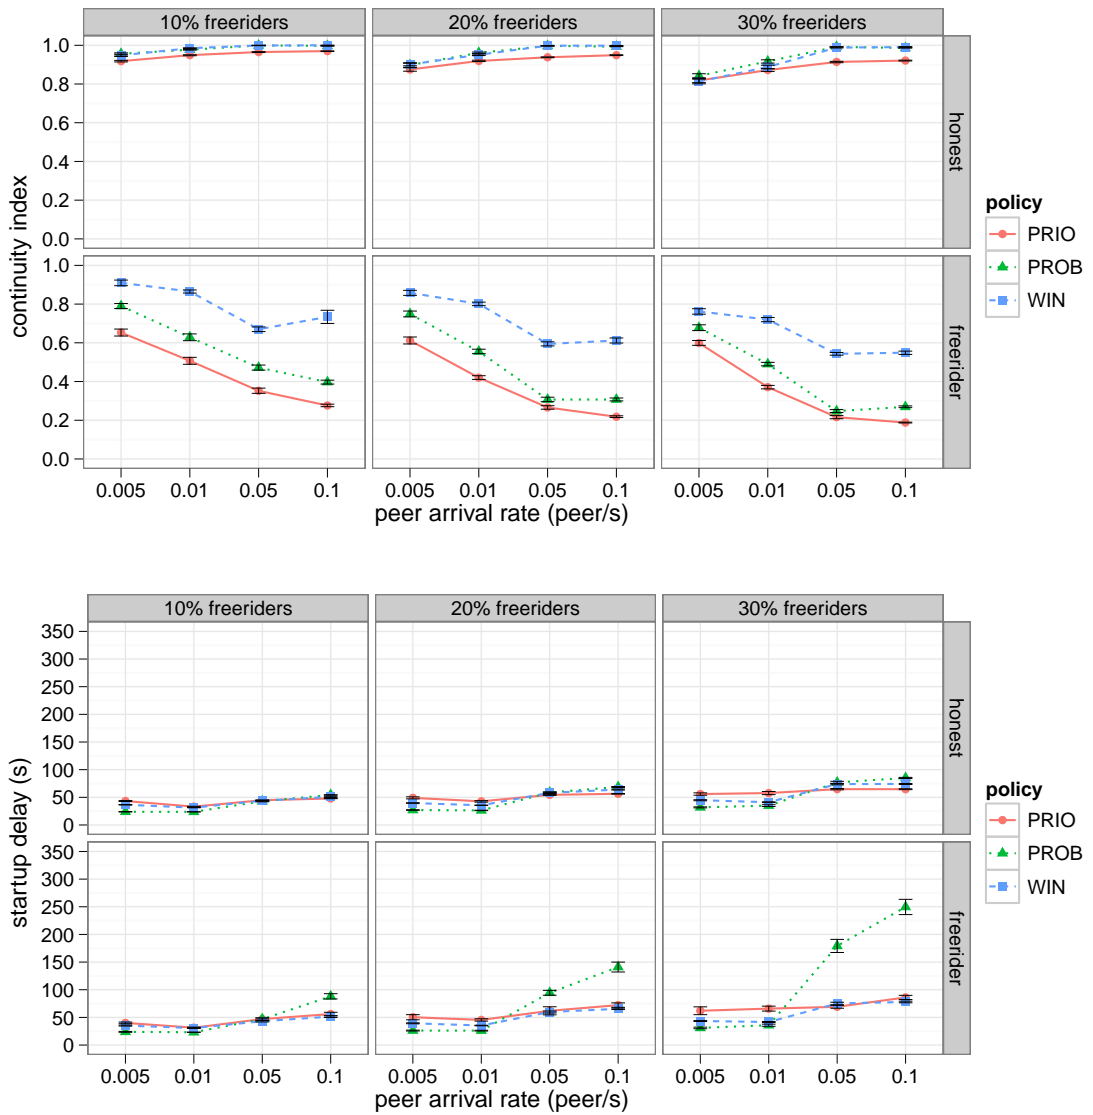 10% freeriders
20% freeriders
30% freeriders
1.0
0.8
0.6
0.4
0.2
0.0
honest
1.0
0.8
0.6
0.4
0.2
0.0
freerider
continuity index
0.005
0.01
0.05
0.1
0.005
0.01
0.05
0.1
0.005
0.01
0.05
0.1
peer arrival rate (peer/s)
policy
PRIO
PROB
WIN
10% freeriders
20% freeriders
30% freeriders
350
300
250
200
150
100
50
0
honest
350
300
250
200
150
100
50
0
freerider
startup delay (s)
0.005
0.01
0.05
0.1
0.005
0.01
0.05
0.1
0.005
0.01
0.05
0.1
peer arrival rate (peer/s)
policy
PRIO
PROB
WIN